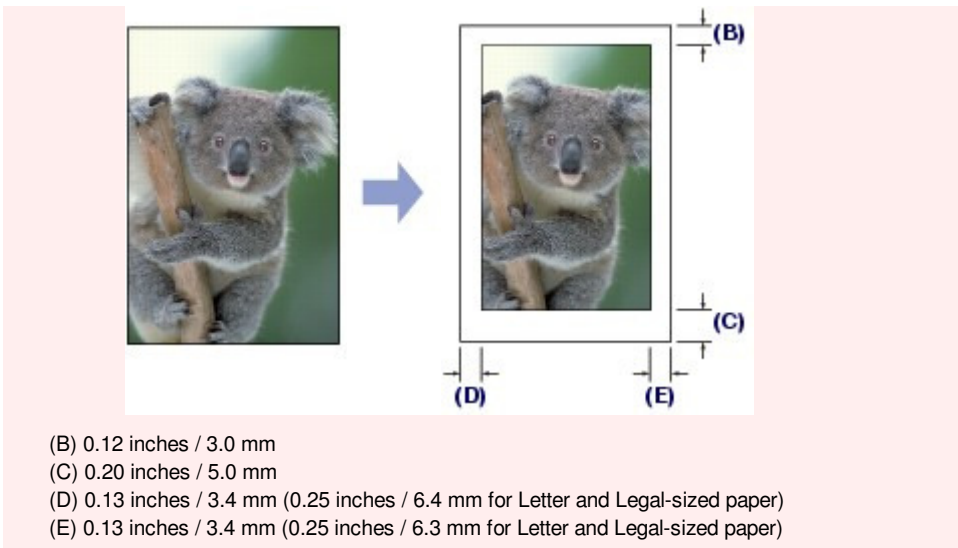 (B)
(C)
(D) (E)
(B) 0.12 inches / 3.0 mm
(C) 0.20 inches / 5.0 mm
(D) 0.13 inches / 3.4 mm (0.25 inches / 6.4 mm for Letter and Legal-sized paper)
(E) 0.13 inches / 3.4 mm (0.25 inches / 6.3 mm for Letter and Legal-sized paper)